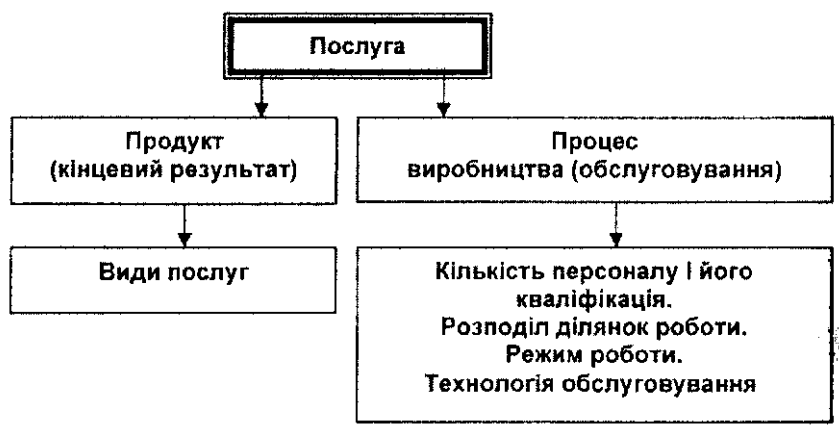 Послуга
Продукт
(кінцевий результат)
Процес
виробництва (обслуговування)
Види послуг
Кількість персоналу і його
кваліфікація.
Розподіл ділянок роботи.
Режим роботи.
Технологія обслуговування